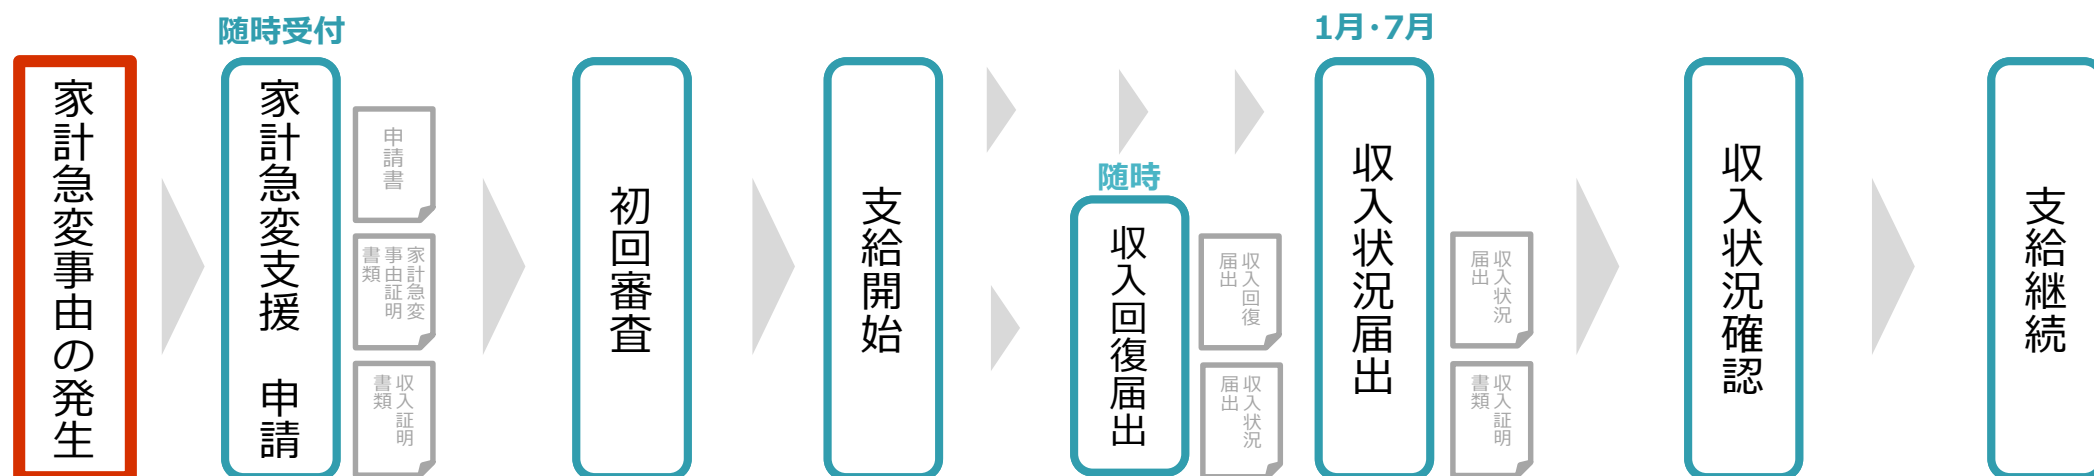 家計急変事由の発生
随時受付
家計急変支援　申請
申請書
家計急変
事由証明
書類
収入証明
書類
初回審査
支給開始
随時
収入回復届出
収入回復
届出
収入状況
届出
1月・7月
収入状況届出
収入状況
届出
収入証明
書類
収入状況確認
支給継続